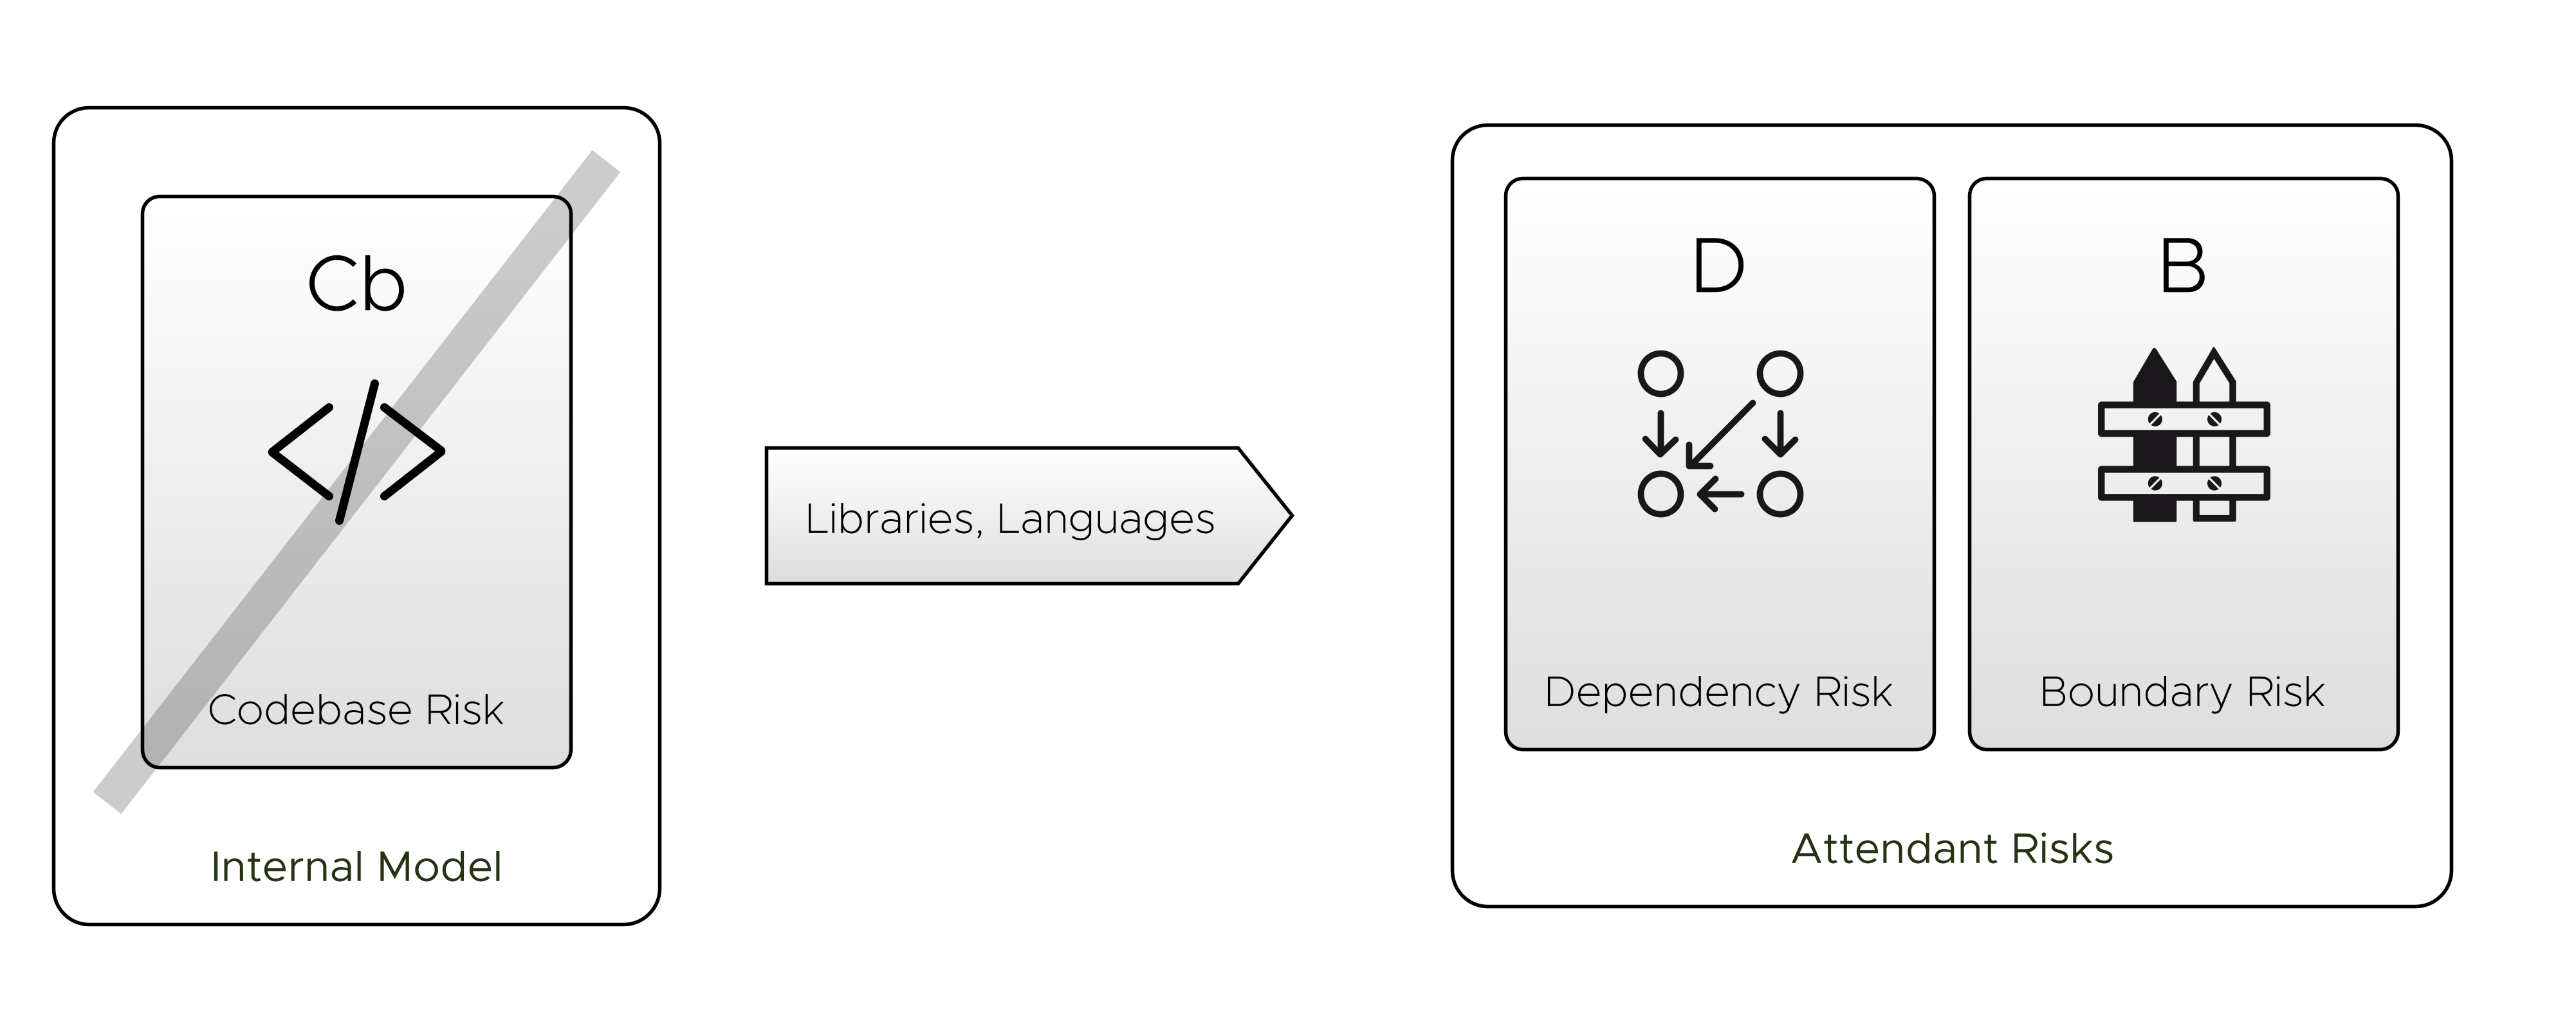 Cb
</>
Codebase Risk
Internal Model
Libraries, Languages
D
Dependency Risk
B
Boundary Risk
Attendant Risks